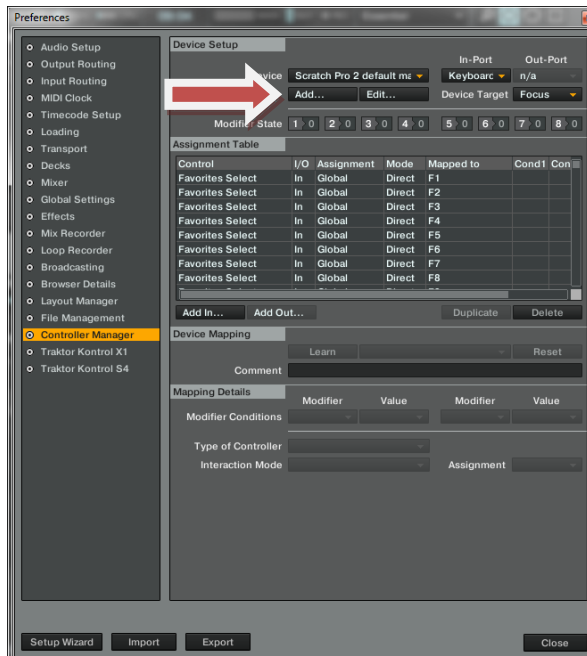 Preferences
Audio Setup
Output Routing
Input Routing
MIDI Clock
Timecode Setup
Loading
Transport
Decks
Mixer
Global Settings
Effects
Mix Recorder
Loop Recorder
Broadcasting
Browser Details
Layout Manager
File Management
Controller Manager
Traktor Kontrol X1
Traktor Kontrol S4
Device Setup
In-Port Out-Port
Scratch Pro 2 default ma Keyboarc n/a
Add... Edit... Device Target Focus
Modifier State 1 0 2 0 3 0 4 0 5 0 6 0 7 0 8 0
Assignment Table
Control I/O Assignment Mode Mapped to Cond1 Con
Favorites Select In Global Direct F1
Favorites Select In Global Direct F2
Favorites Select In Global Direct F3
Favorites Select In Global Direct F4
Favorites Select In Global Direct F5
Favorites Select In Global Direct F6
Favorites Select In Global Direct F7
Favorites Select In Global Direct F8
Add In... Add Out... Duplicate Delete
Device Mapping
Learn Reset
Comment
Mapping Details
Modifier Value Modifier Value
Modifier Conditions
Type of Controller
Interaction Mode Assignment
Setup Wizard Import Export Close